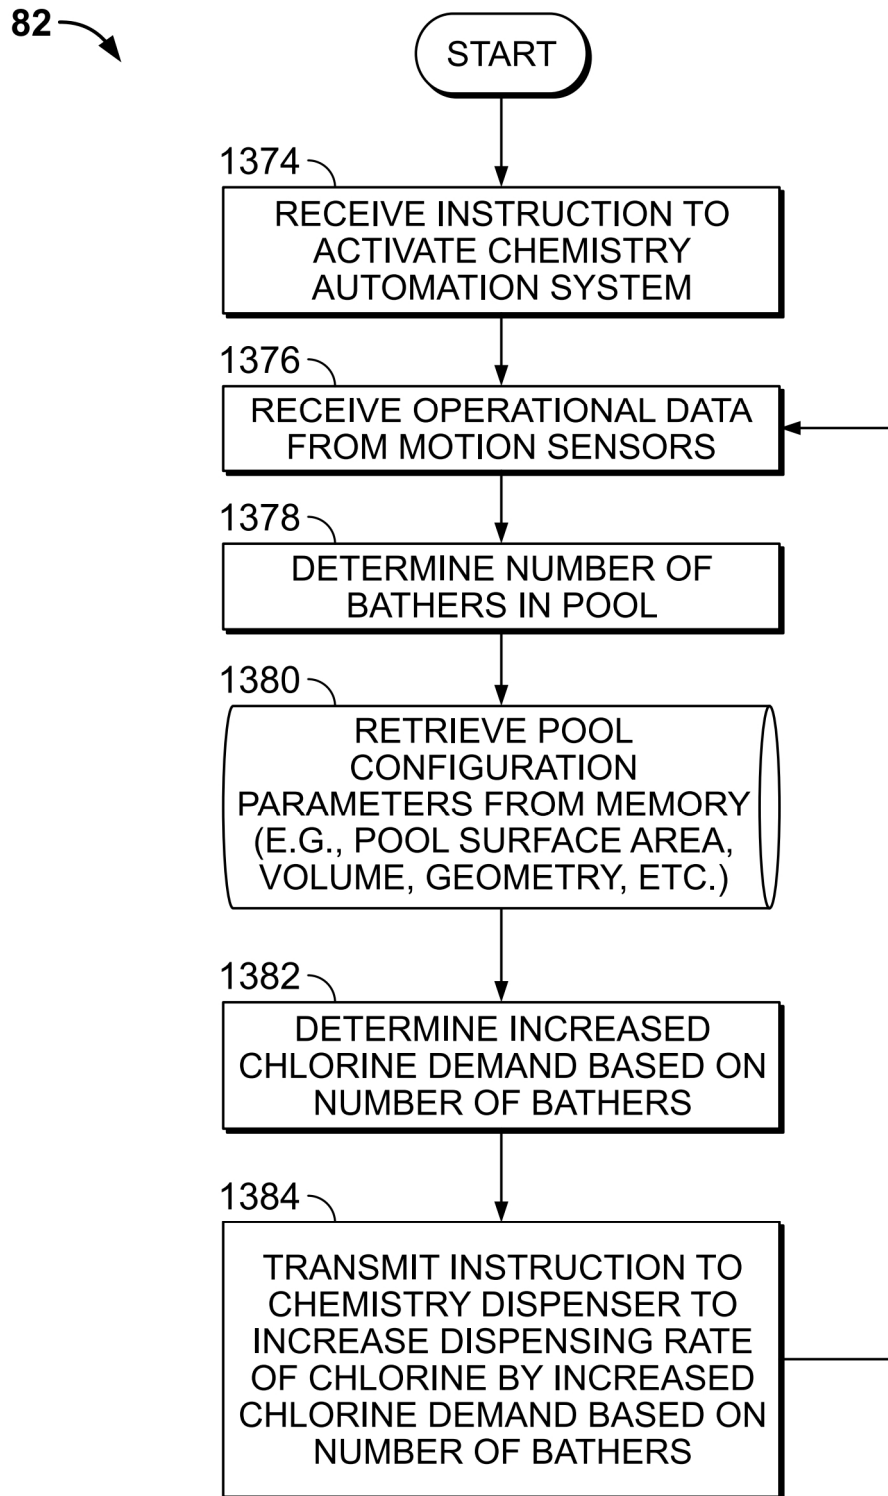 82
START
1374
RECEIVE INSTRUCTION TO
ACTIVATE CHEMISTRY
AUTOMATION SYSTEM
1376
RECEIVE OPERATIONAL DATA
FROM MOTION SENSORS
1378
DETERMINE NUMBER OF
BATHERS IN POOL
1380
RETRIEVE POOL
CONFIGURATION
PARAMETERS FROM MEMORY
(E.G., POOL SURFACE AREA,
VOLUME, GEOMETRY, ETC.)
1382
DETERMINE INCREASED
CHLORINE DEMAND BASED ON
NUMBER OF BATHERS
1384
TRANSMIT INSTRUCTION TO
CHEMISTRY DISPENSER TO
INCREASE DISPENSING RATE
OF CHLORINE BY INCREASED
CHLORINE DEMAND BASED ON
NUMBER OF BATHERS